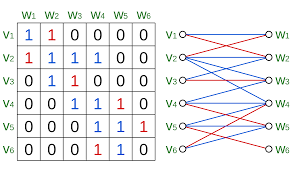 W1 W2 W3 W4 W5 W6
V1 1 1 0 0 0 0 V1 W1
V2 1 1 1 1 0 0 V2 W2
V3 0 1 1 0 0 0 V3 W3
V4 0 0 1 1 1 0 V4 W4
V5 0 0 0 1 1 1 V5 W5
V6 0 0 0 1 1 0 V6 W6